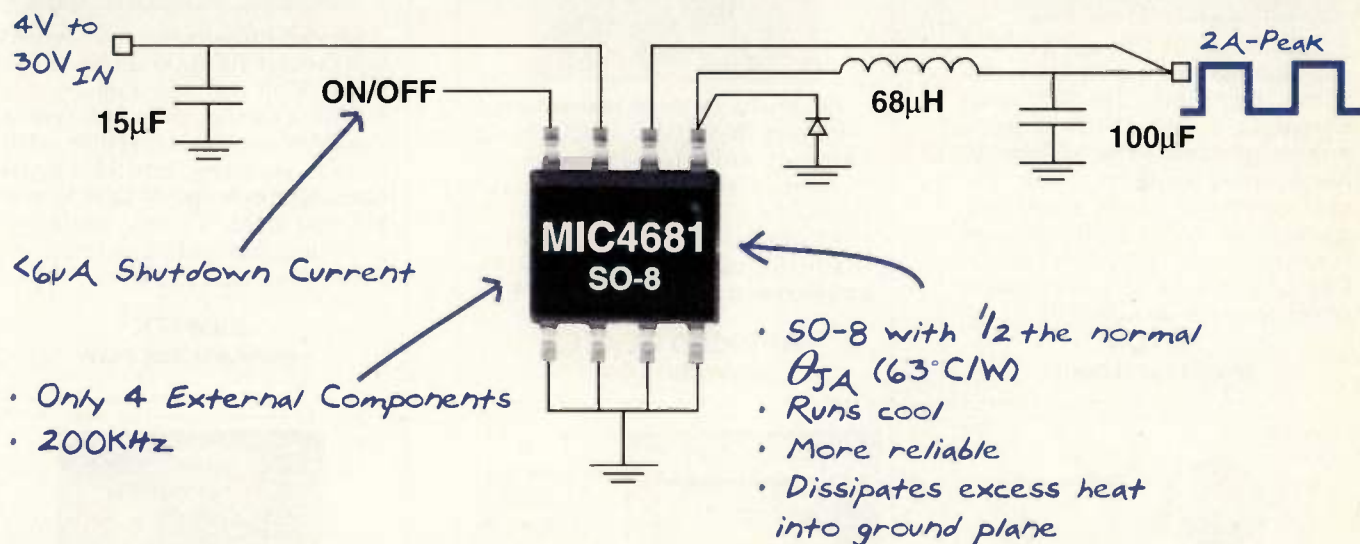 4V to
30V IN
15µF
ON/OFF
68µH
100µF
2A-Peak
MIC4681
SO-8
<6µA Shutdown Current
· Only 4 External Components
· 200KHz
· SO-8 with 1/2 the normal
θJA (63°C/W)
· Runs cool
· More reliable
· Dissipates excess heat
into ground plane